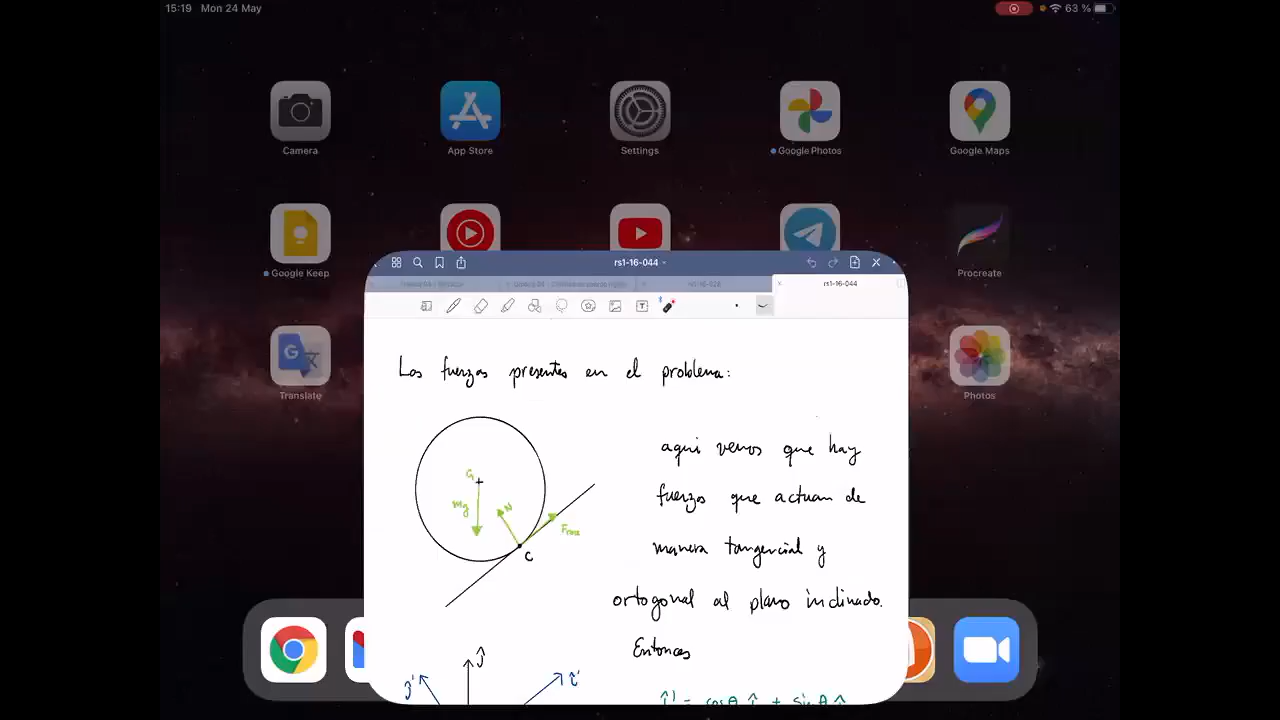 15:19 Mon 24 May
63 %
Camera
App Store
Settings
Google Photos
Google Maps
Google Keep
Procreate
Translate
Photos
rs1-16-044
rs1-16-044
Las fuerzas presentes en el problema:
G
mg
N
Froz
C
aqui vemos que hay
fuerzas que actuan de
manera tangencial y
ortogonal al plano inclinado.
Entonces
ĵ
ĵ'
î'
î' = cosθ î + sinθ ĵ